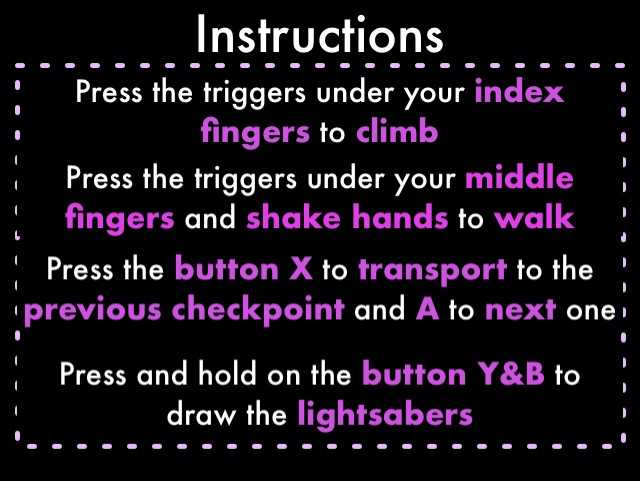 Instructions
Press the triggers under your index
fingers to climb
Press the triggers under your middle
fingers and shake hands to walk
Press the button X to transport to the
previous checkpoint and A to next one
Press and hold on the button Y&B to
draw the lightsabers